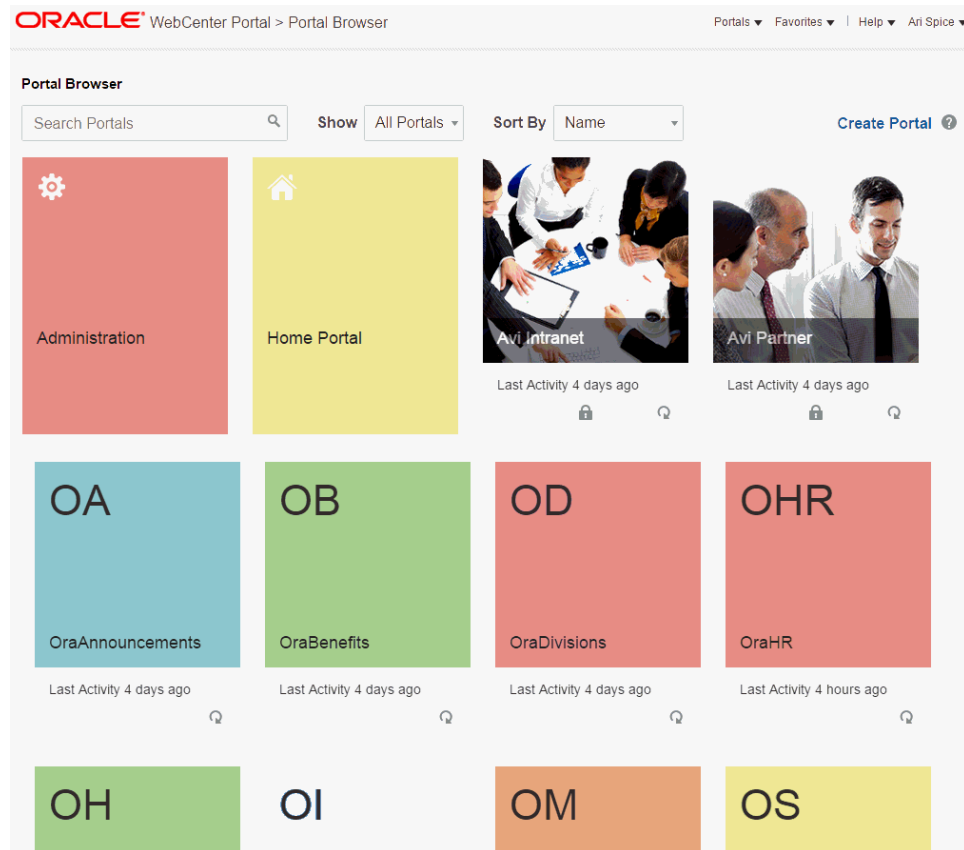 ORACLE® WebCenter Portal > Portal Browser
Portals Favorites | Help Ari Spice
Portal Browser
Search Portals Show All Portals Sort By Name Create Portal ?
Administration
Home Portal
Avi Intranet
Avi Partner
Last Activity 4 days ago
Last Activity 4 days ago
OA
OB
OD
OHR
OraAnnouncements
OraBenefits
OraDivisions
OraHR
Last Activity 4 days ago
Last Activity 4 days ago
Last Activity 4 days ago
Last Activity 4 hours ago
OH
OI
OM
OS